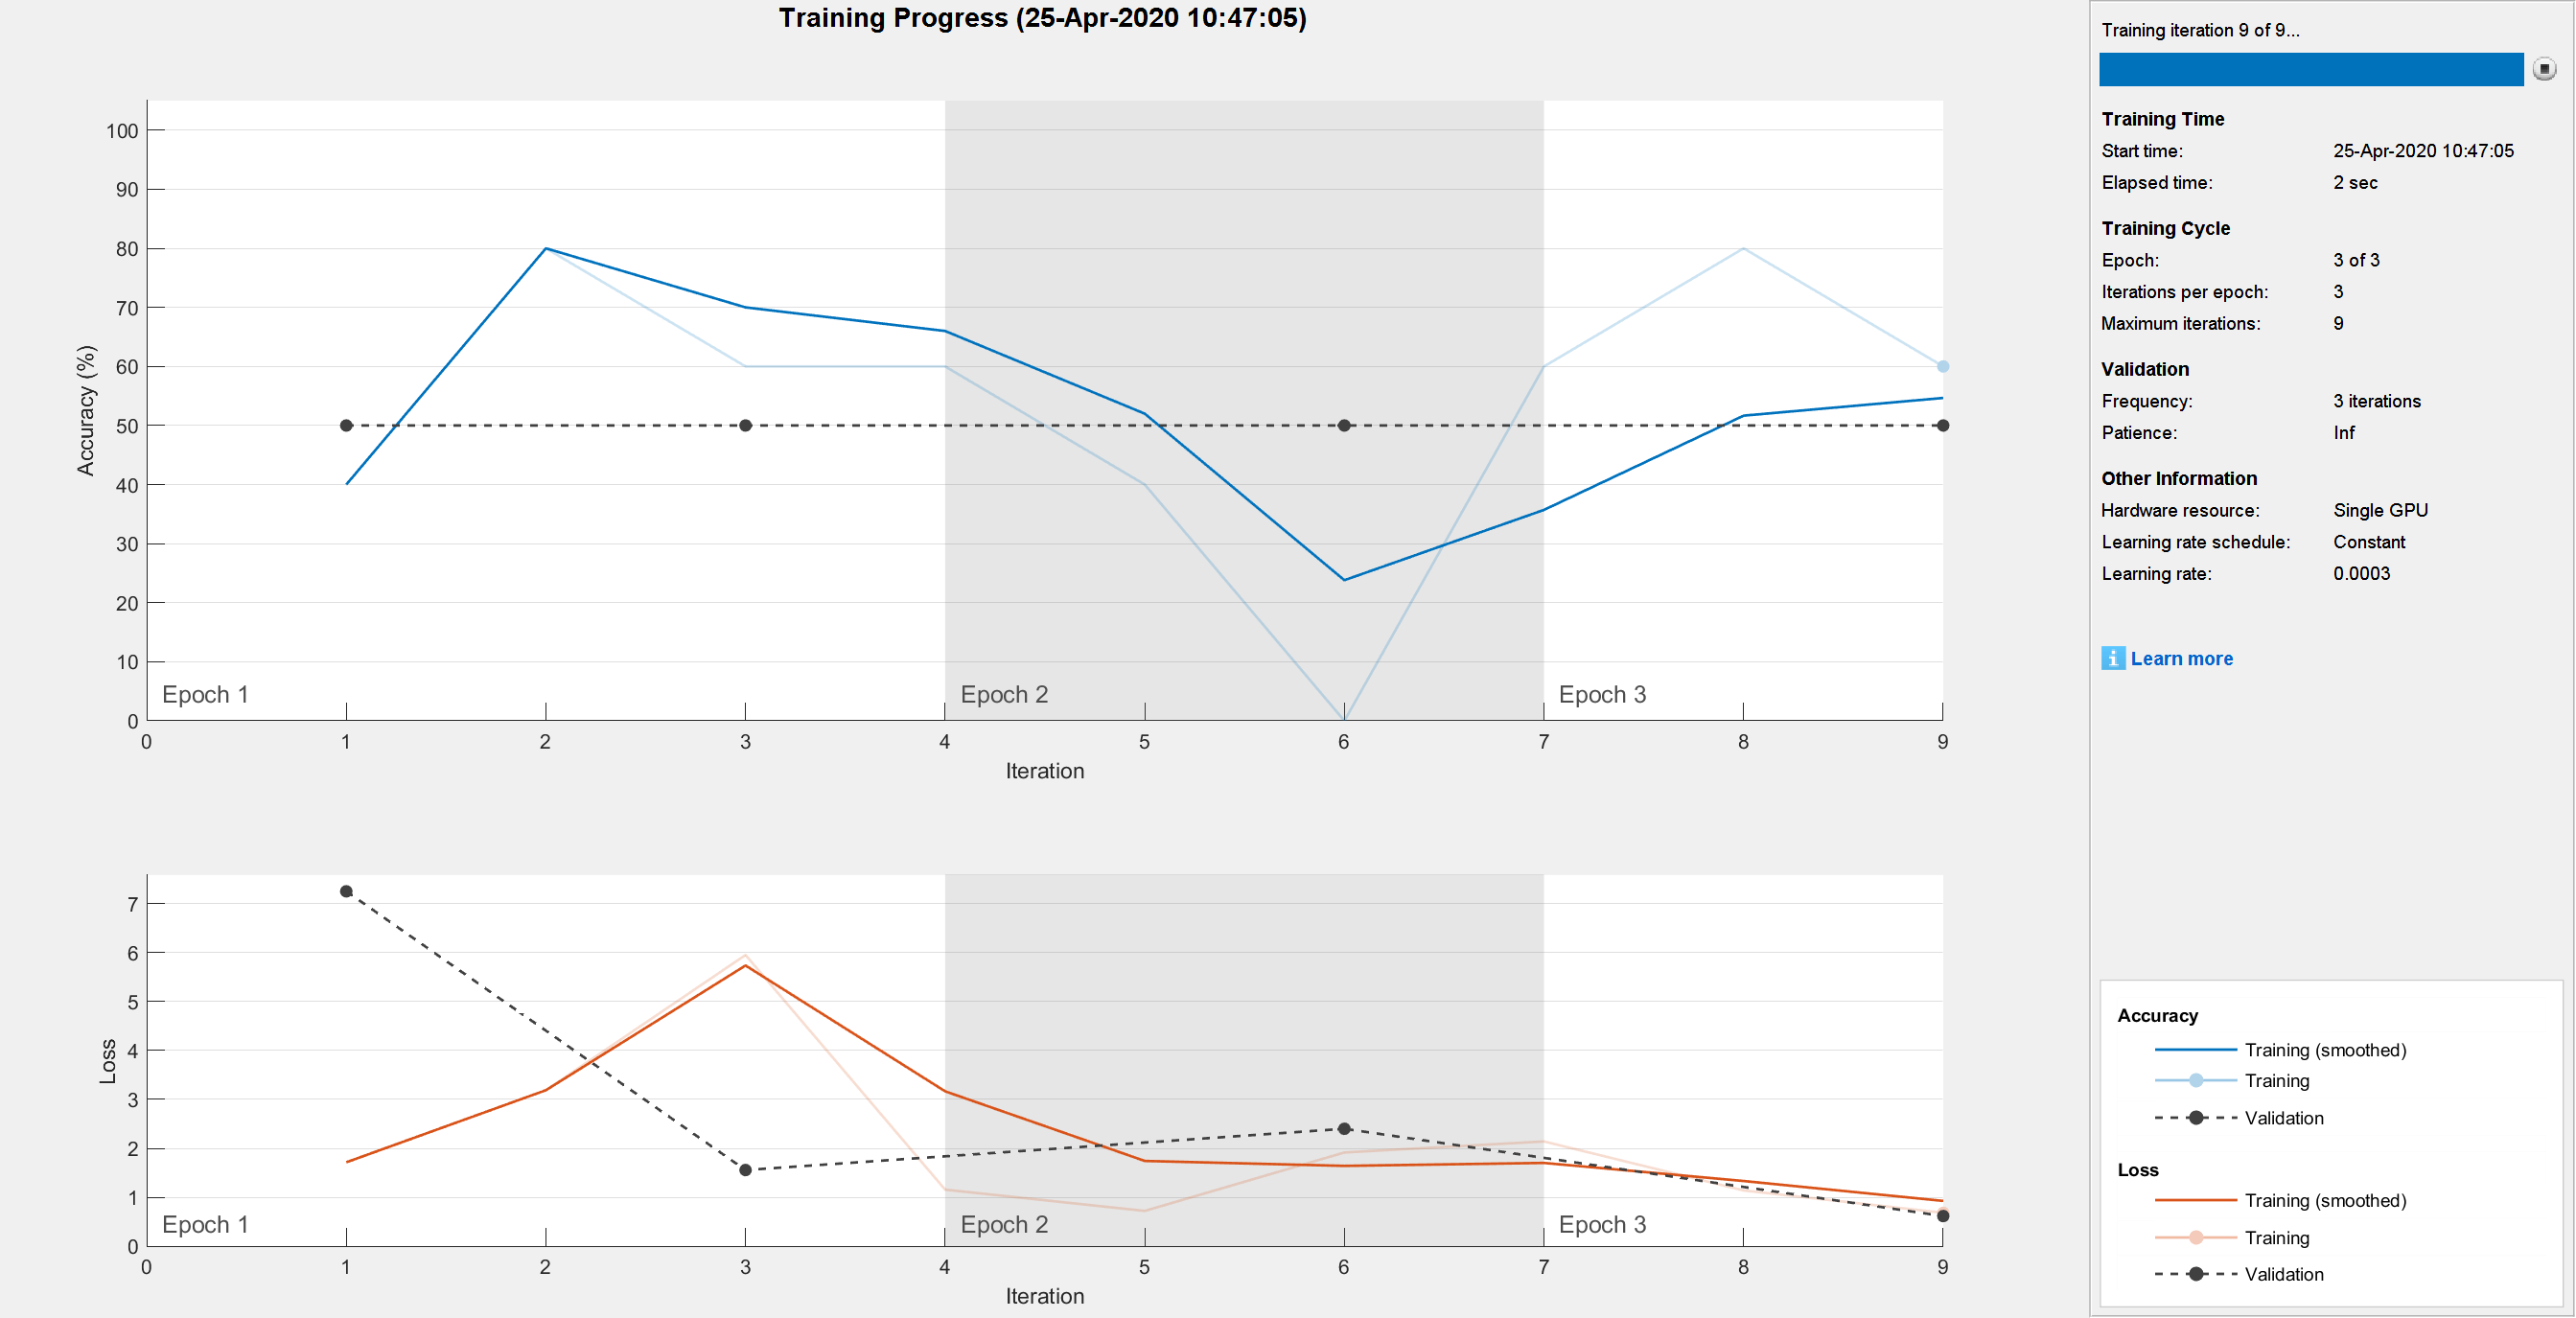 Training Progress (25-Apr-2020 10:47:05)
100
90
80
70
60
50
40
30
20
10
0
Accuracy (%)
Epoch 1
Epoch 2
Epoch 3
0 1 2 3 4 5 6 7 8 9
Iteration
7
6
5
4
3
2
1
0
Loss
Epoch 1
Epoch 2
Epoch 3
0 1 2 3 4 5 6 7 8 9
Iteration
Training iteration 9 of 9...
Training Time
Start time: 25-Apr-2020 10:47:05
Elapsed time: 2 sec
Training Cycle
Epoch: 3 of 3
Iterations per epoch: 3
Maximum iterations: 9
Validation
Frequency: 3 iterations
Patience: Inf
Other Information
Hardware resource: Single GPU
Learning rate schedule: Constant
Learning rate: 0.0003
i Learn more
Accuracy
Training (smoothed)
Training
Validation
Loss
Training (smoothed)
Training
Validation